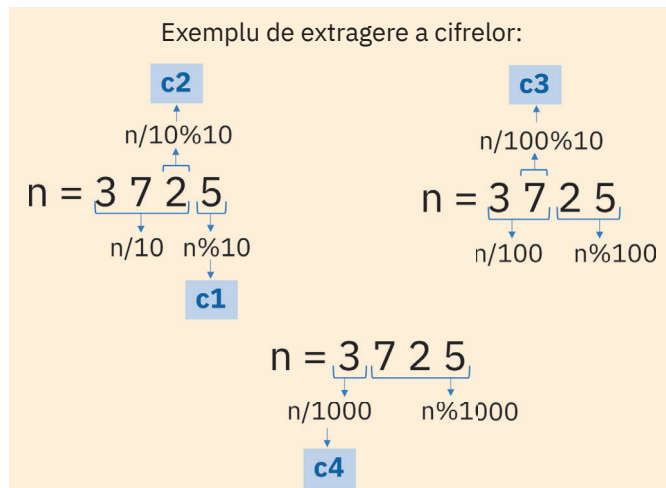 Exemplu de extragere a cifrelor:
c2
n/10%10
n = 3 7 2 5
n/10 n%10
c1
c3
n/100%10
n = 3 7 2 5
n/100 n%100
n = 3 7 2 5
n/1000 n%1000
c4